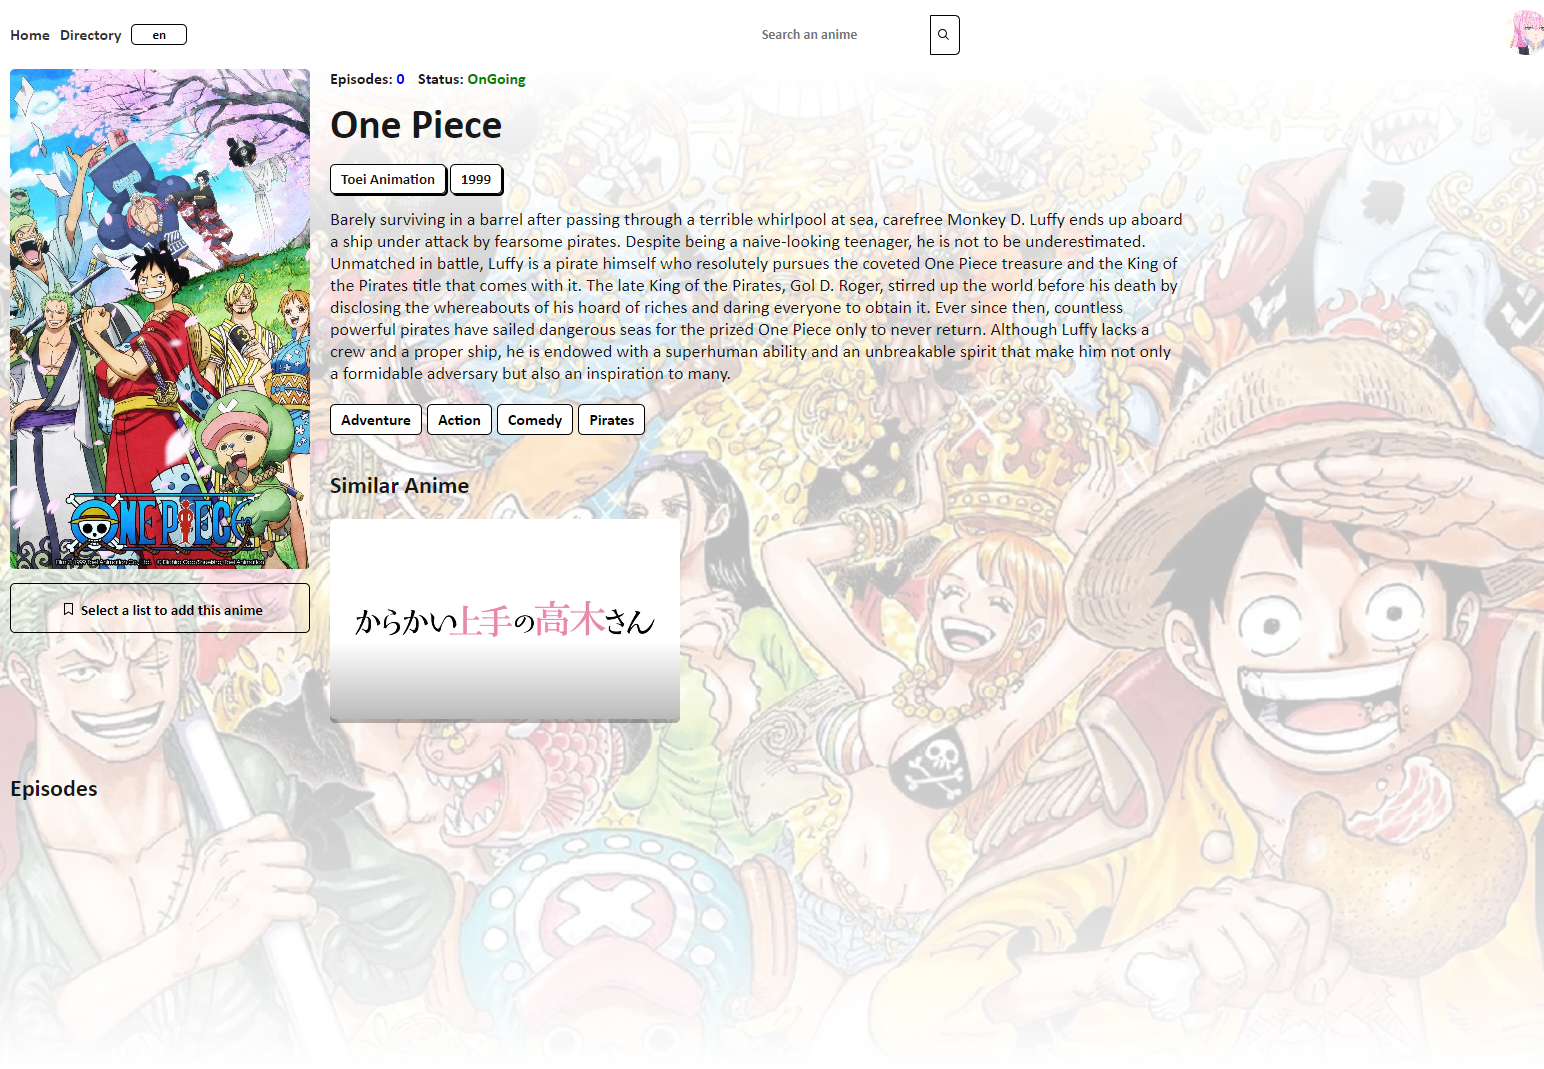 Home Directory en
Search an anime
Episodes: 0 Status: OnGoing
One Piece
Toei Animation 1999
Barely surviving in a barrel after passing through a terrible whirlpool at sea, carefree Monkey D. Luffy ends up aboard
a ship under attack by fearsome pirates. Despite being a naive-looking teenager, he is not to be underestimated.
Unmatched in battle, Luffy is a pirate himself who resolutely pursues the coveted One Piece treasure and the King of
the Pirates title that comes with it. The late King of the Pirates, Gol D. Roger, stirred up the world before his death by
disclosing the whereabouts of his hoard of riches and daring everyone to obtain it. Ever since then, countless
powerful pirates have sailed dangerous seas for the prized One Piece only to never return. Although Luffy lacks a
crew and a proper ship, he is endowed with a superhuman ability and an unbreakable spirit that make him not only
a formidable adversary but also an inspiration to many.
Adventure Action Comedy Pirates
ONE PIECE
Select a list to add this anime
Similar Anime
からかい上手の高木さん
Episodes